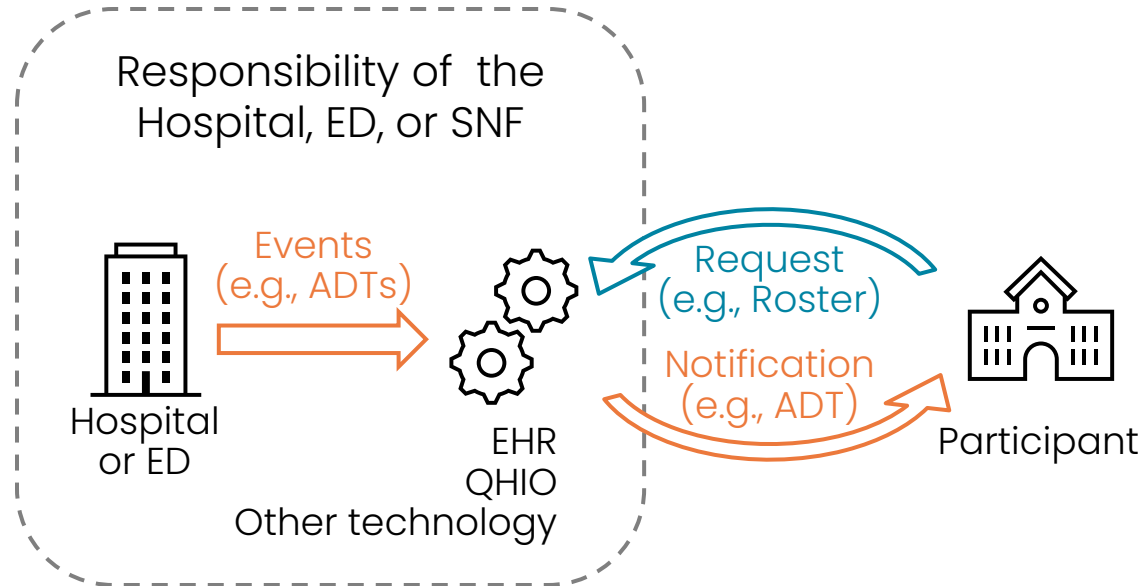 Responsibility of the
Hospital, ED, or SNF
Events
(e.g., ADTs)
Request
(e.g., Roster)
Notification
(e.g., ADT)
Hospital
or ED
EHR
QHIO
Other technology
Participant